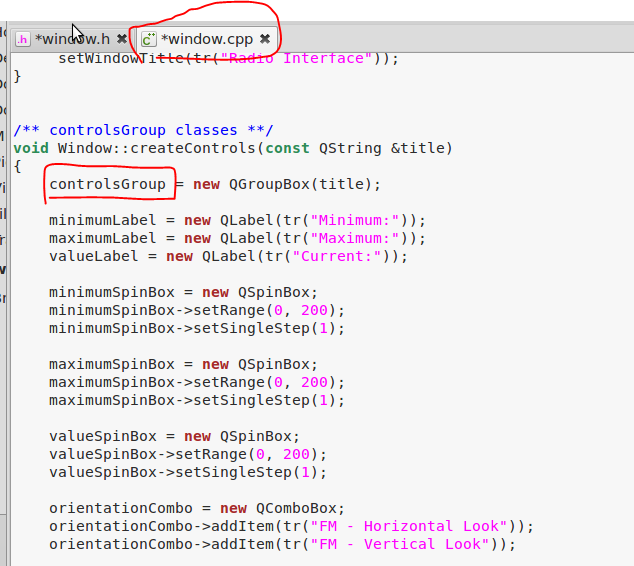 *window.h *window.cpp
setWindowTitle(tr("Radio Interface"));
}
/** controlsGroup classes **/
void Window::createControls(const QString &title)
{
controlsGroup = new QGroupBox(title);
minimumLabel = new QLabel(tr("Minimum:"));
maximumLabel = new QLabel(tr("Maximum:"));
valueLabel = new QLabel(tr("Current:"));
minimumSpinBox = new QSpinBox;
minimumSpinBox->setRange(0, 200);
minimumSpinBox->setSingleStep(1);
maximumSpinBox = new QSpinBox;
maximumSpinBox->setRange(0, 200);
maximumSpinBox->setSingleStep(1);
valueSpinBox = new QSpinBox;
valueSpinBox->setRange(0, 200);
valueSpinBox->setSingleStep(1);
orientationCombo = new QComboBox;
orientationCombo->addItem(tr("FM - Horizontal Look"));
orientationCombo->addItem(tr("FM - Vertical Look"));